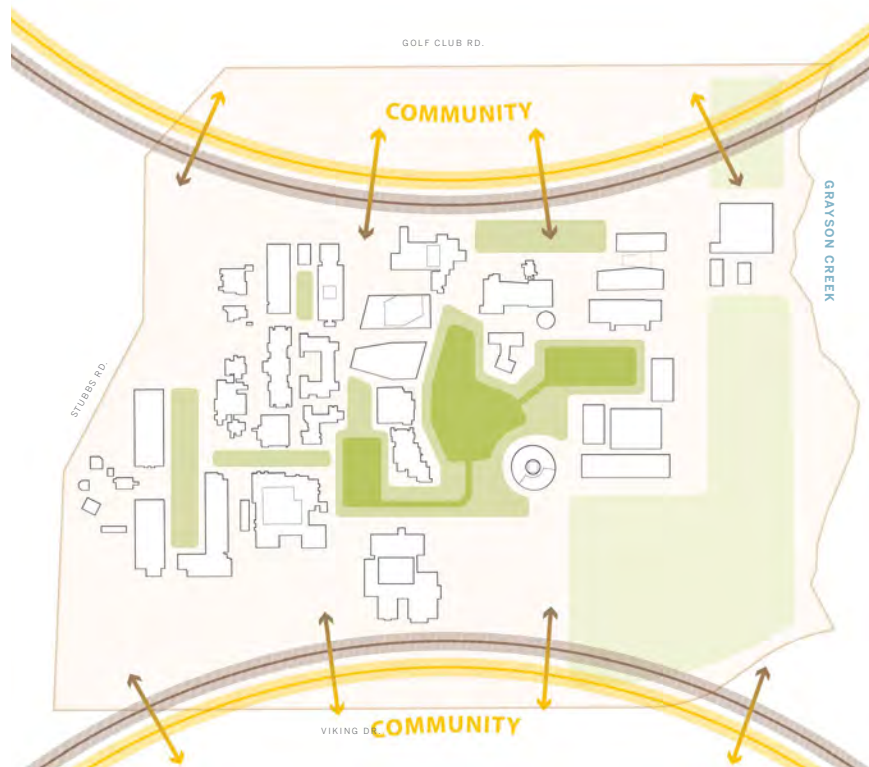 GOLF CLUB RD.
COMMUNITY
GRAYSON CREEK
STUBBS RD.
VIKING DR.
COMMUNITY